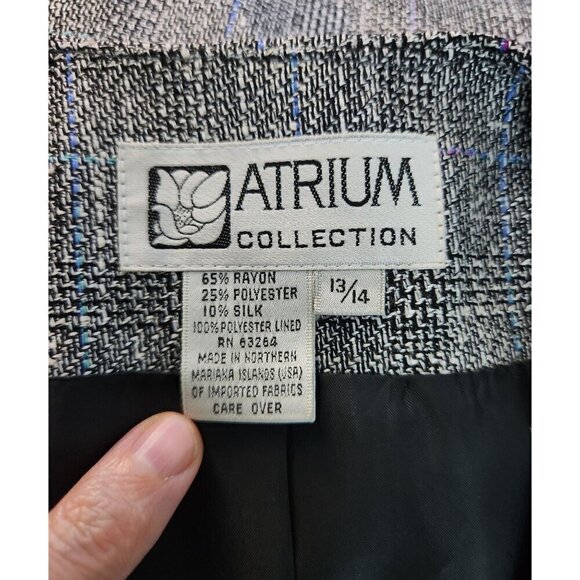 ATRIUM
COLLECTION
65% RAYON
25% POLYESTER
10% SILK
100% POLYESTER LINED
RN 63264
MADE IN NORTHERN
MARIANA ISLANDS (USA)
OF IMPORTED FABRICS
CARE OVER
13/14